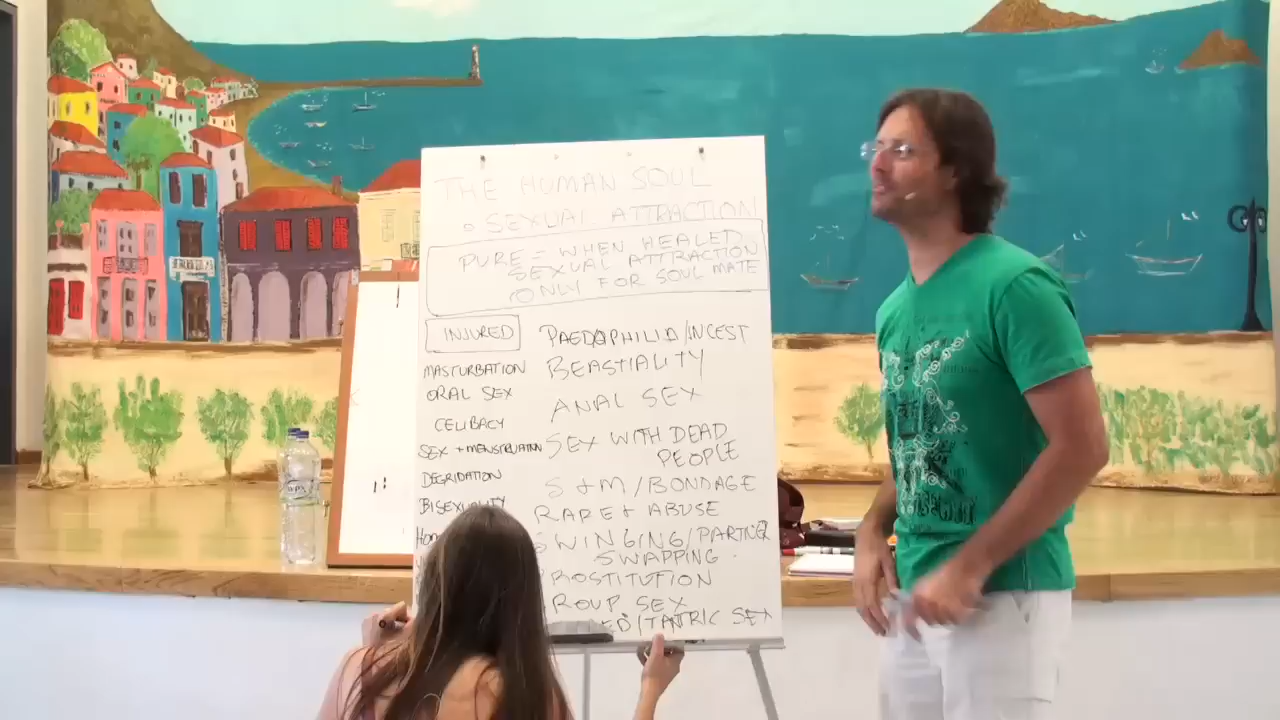 THE HUMAN SOUL
o SEXUAL ATTRACTION
PURE = WHEN HEALED
SEXUAL ATTRACTION
ONLY FOR SOUL MATE
INJURED
MASTURBATION
ORAL SEX
CELIBACY
SEX + MENSTRUATION
DEGRIDATION
BISEXUALITY
PAEDOPHILIA/INCEST
BEASTIALITY
ANAL SEX
SEX WITH DEAD
PEOPLE
S+M/BONDAGE
RAPE + ABUSE
SWINGING/PARTNER
SWAPPING
PROSTITUTION
GROUP SEX
TANTRIC SEX